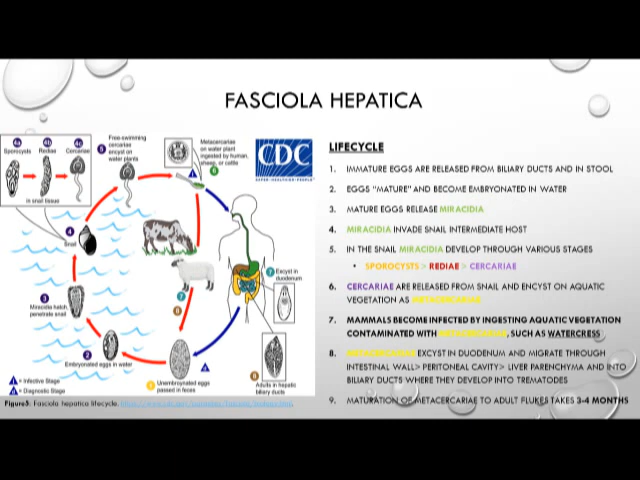 FASCIOLA HEPATICA
4a
4b
4c
Sporocysts
Rediae
Cercariae
in snail tissue
5
Free-swimming
cercariae
encyst on
water plants
Metacercariae
on water plant
ingested by human,
sheep, or cattle
6
CDC
4
Snail
3
Miracidia hatch,
penetrate snail
2
Embryonated eggs in water
7
8
7 Excyst in
duodenum
8
Adults in hepatic
biliary ducts
1
Unembryonated eggs
passed in feces
= Infective Stage
= Diagnostic Stage
Figure5. Fasciola hepatica lifecycle.
LIFECYCLE
1. IMMATURE EGGS ARE RELEASED FROM BILIARY DUCTS AND IN STOOL
2. EGGS "MATURE" AND BECOME EMBRYONATED IN WATER
3. MATURE EGGS RELEASE MIRACIDIA
4. MIRACIDIA INVADE SNAIL INTERMEDIATE HOST
5. IN THE SNAIL MIRACIDIA DEVELOP THROUGH VARIOUS STAGES
• SPOROCYSTS > REDIAE > CERCARIAE
6. CERCARIAE ARE RELEASED FROM SNAIL AND ENCYST ON AQUATIC
VEGETATION AS METACERCARIAE
7. MAMMALS BECOME INFECTED BY INGESTING AQUATIC VEGETATION
CONTAMINATED WITH METACERCARIAE, SUCH AS WATERCRESS
8. METACERCARIAE EXCYST IN DUODENUM AND MIGRATE THROUGH
INTESTINAL WALL> PERITONEAL CAVITY> LIVER PARENCHYMA AND INTO
BILIARY DUCTS WHERE THEY DEVELOP INTO TREMATODES
9. MATURATION OF METACERCARIAE TO ADULT FLUKES TAKES 3-4 MONTHS